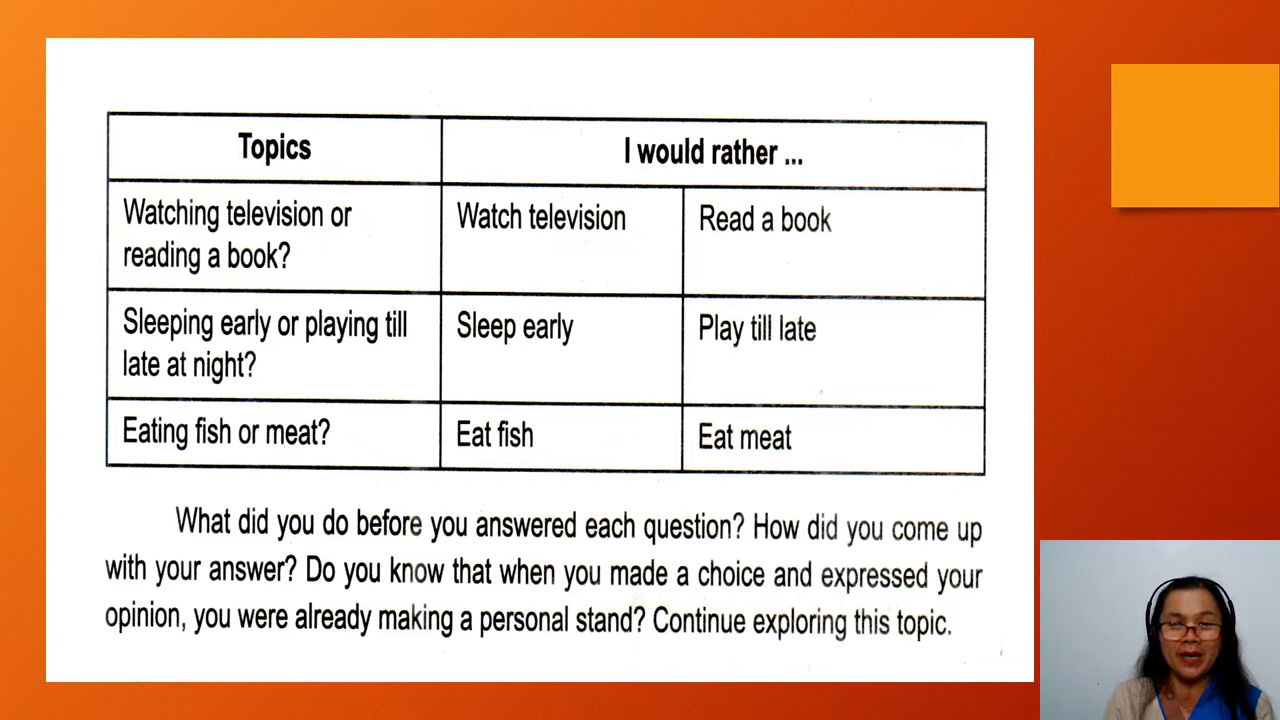 Topics
I would rather ...
Watching television or
reading a book?
Watch television
Read a book
Sleeping early or playing till
late at night?
Sleep early
Play till late
Eating fish or meat?
Eat fish
Eat meat
What did you do before you answered each question? How did you come up
with your answer? Do you know that when you made a choice and expressed your
opinion, you were already making a personal stand? Continue exploring this topic.